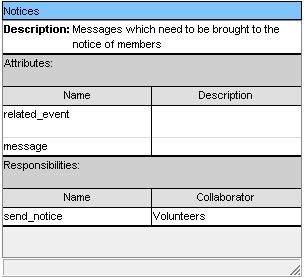 Notices
Description: Messages which need to be brought to the
notice of members
Attributes:
Name Description
related_event
message
Responsibilities:
Name Collaborator
send_notice Volunteers